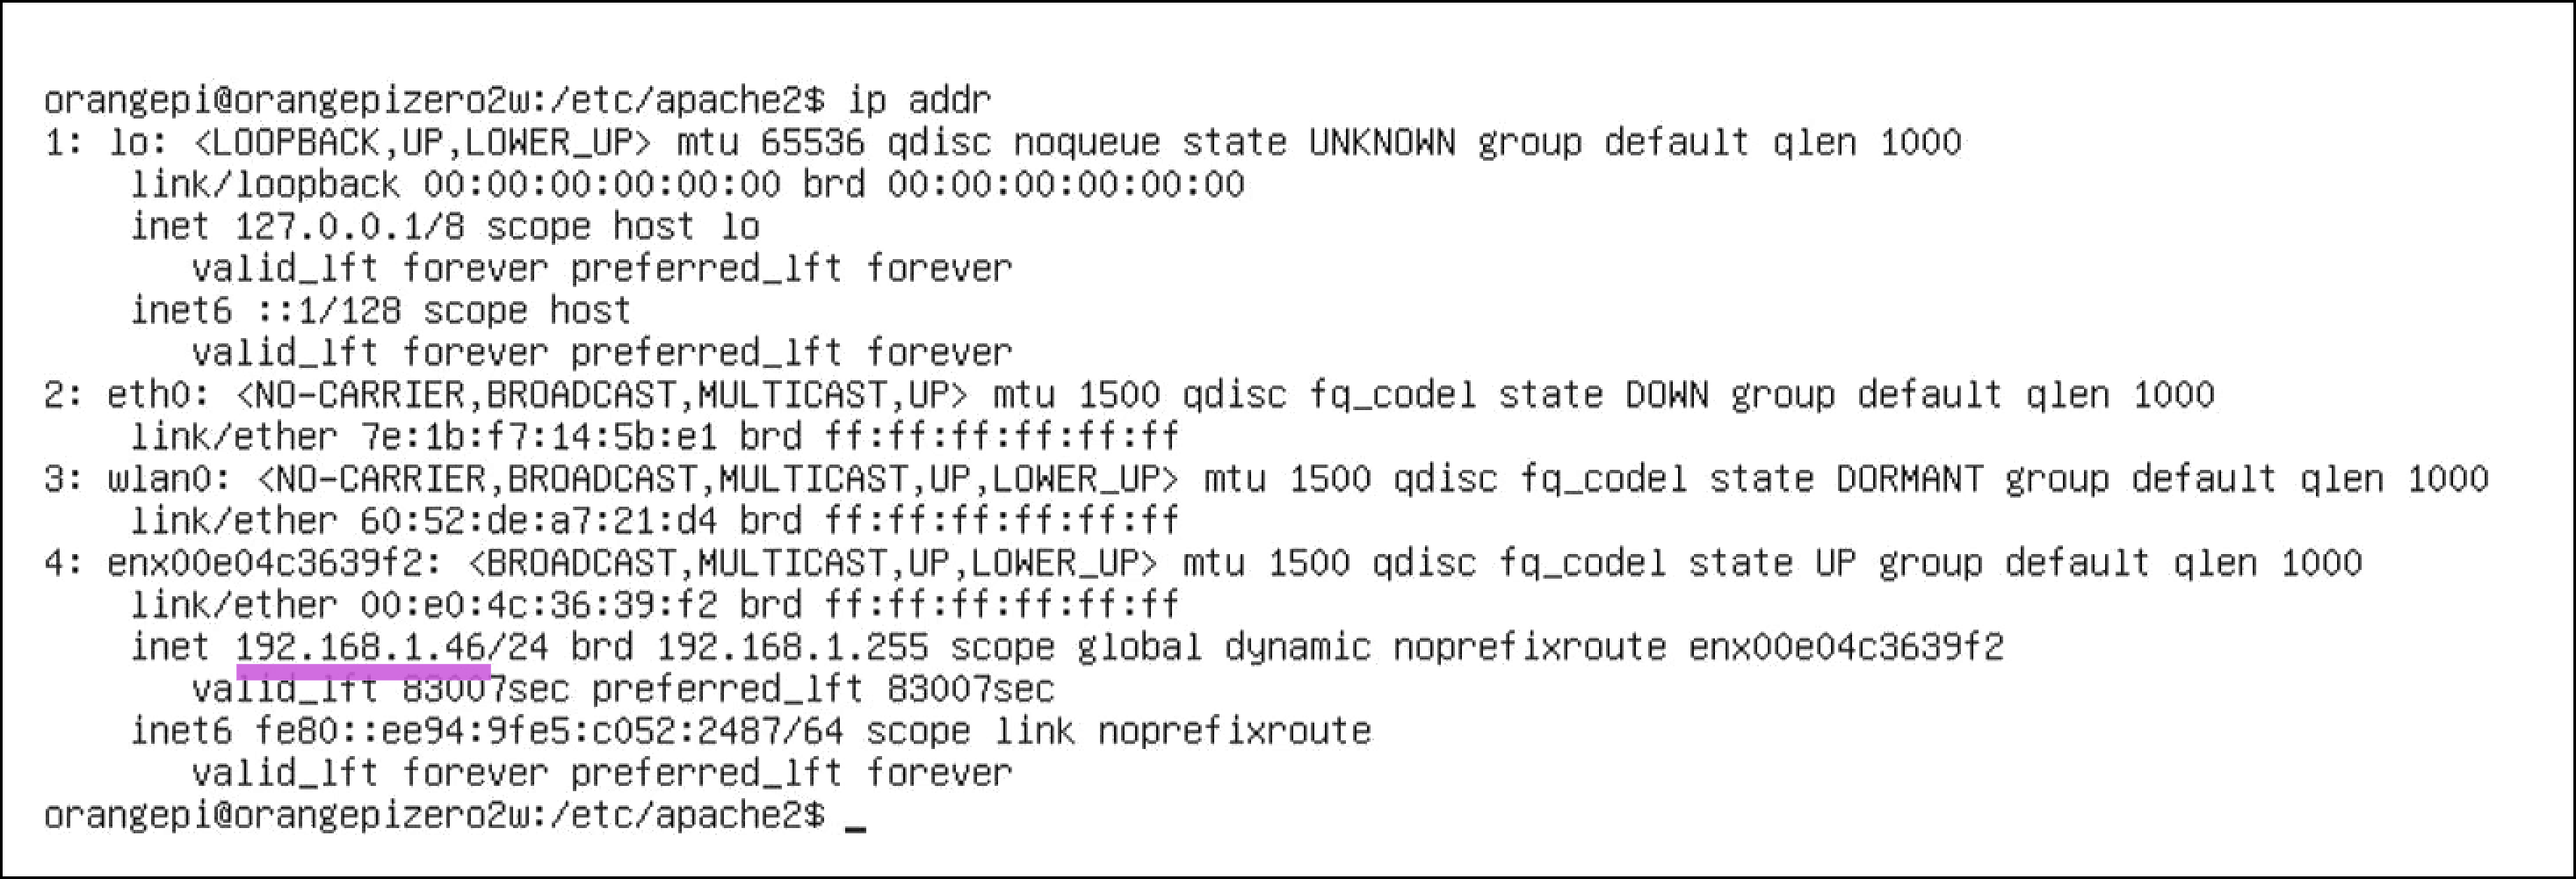 orangepi@orangepizero2w:/etc/apache2$ ip addr
1: lo: <LOOPBACK,UP,LOWER_UP> mtu 65536 qdisc noqueue state UNKNOWN group default qlen 1000
link/loopback 00:00:00:00:00:00 brd 00:00:00:00:00:00
inet 127.0.0.1/8 scope host lo
valid_lft forever preferred_lft forever
inet6 ::1/128 scope host
valid_lft forever preferred_lft forever
2: eth0: <NO-CARRIER,BROADCAST,MULTICAST,UP> mtu 1500 qdisc fq_codel state DOWN group default qlen 1000
link/ether 7e:1b:f7:14:5b:e1 brd ff:ff:ff:ff:ff:ff
3: wlan0: <NO-CARRIER,BROADCAST,MULTICAST,UP,LOWER_UP> mtu 1500 qdisc fq_codel state DORMANT group default qlen 1000
link/ether 60:52:de:a7:21:d4 brd ff:ff:ff:ff:ff:ff
4: enx00e04c3639f2: <BROADCAST,MULTICAST,UP,LOWER_UP> mtu 1500 qdisc fq_codel state UP group default qlen 1000
link/ether 00:e0:4c:36:39:f2 brd ff:ff:ff:ff:ff:ff
inet 192.168.1.46/24 brd 192.168.1.255 scope global dynamic noprefixroute enx00e04c3639f2
valid_lft 83007sec preferred_lft 83007sec
inet6 fe80::ee94:9fe5:c052:2487/64 scope link noprefixroute
valid_lft forever preferred_lft forever
orangepi@orangepizero2w:/etc/apache2$ _